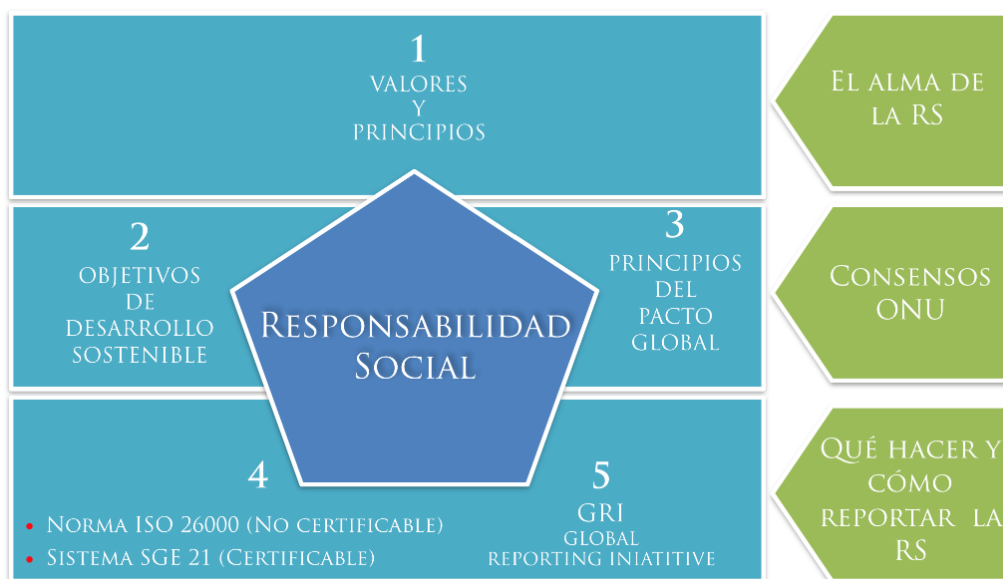 1
VALORES
Y
PRINCIPIOS
EL ALMA DE
LA RS
2
OBJETIVOS
DE
DESARROLLO
SOSTENIBLE
RESPONSABILIDAD
SOCIAL
3
PRINCIPIOS
DEL
PACTO
GLOBAL
CONSENSOS
ONU
4
• NORMA ISO 26000 (NO CERTIFICABLE)
• SISTEMA SGE 21 (CERTIFICABLE)
5
GRI
GLOBAL
REPORTING INIATITIVE
QUÉ HACER Y
CÓMO
REPORTAR LA
RS